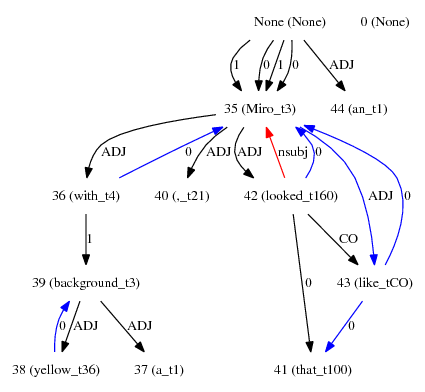 None (None) 0 (None)
1 0 1 0 ADJ
35 (Miro_t3) 44 (an_t1)
ADJ 0 ADJ ADJ nsubj 0 ADJ 0
36 (with_t4) 40 (,_t21) 42 (looked_t160)
1 0 CO
39 (background_t3) 43 (like_tCO)
0 ADJ ADJ 0
38 (yellow_t36) 37 (a_t1) 41 (that_t100)